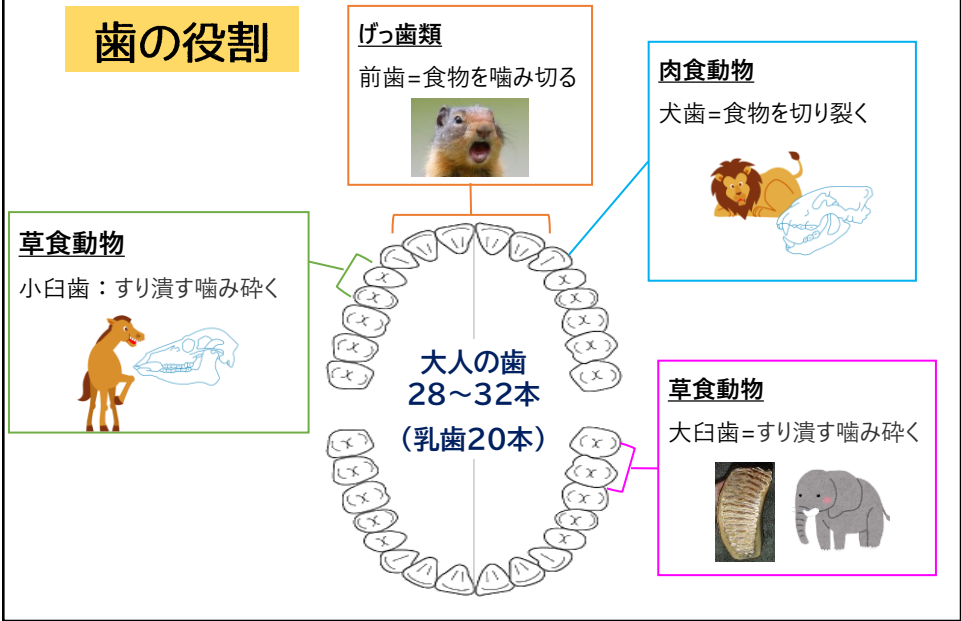 歯の役割
げっ歯類
前歯=食物を噛み切る
肉食動物
犬歯=食物を切り裂く
草食動物
小臼歯：すり潰す噛み砕く
大人の歯
28～32本
（乳歯20本）
草食動物
大臼歯=すり潰す噛み砕く